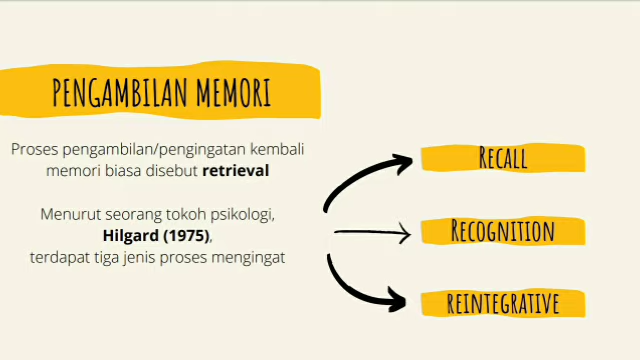 PENGAMBILAN MEMORI
Proses pengambilan/pengingatan kembali
memori biasa disebut retrieval
Menurut seorang tokoh psikologi,
Hilgard (1975),
terdapat tiga jenis proses mengingat
RECALL
RECOGNITION
REINTEGRATIVE